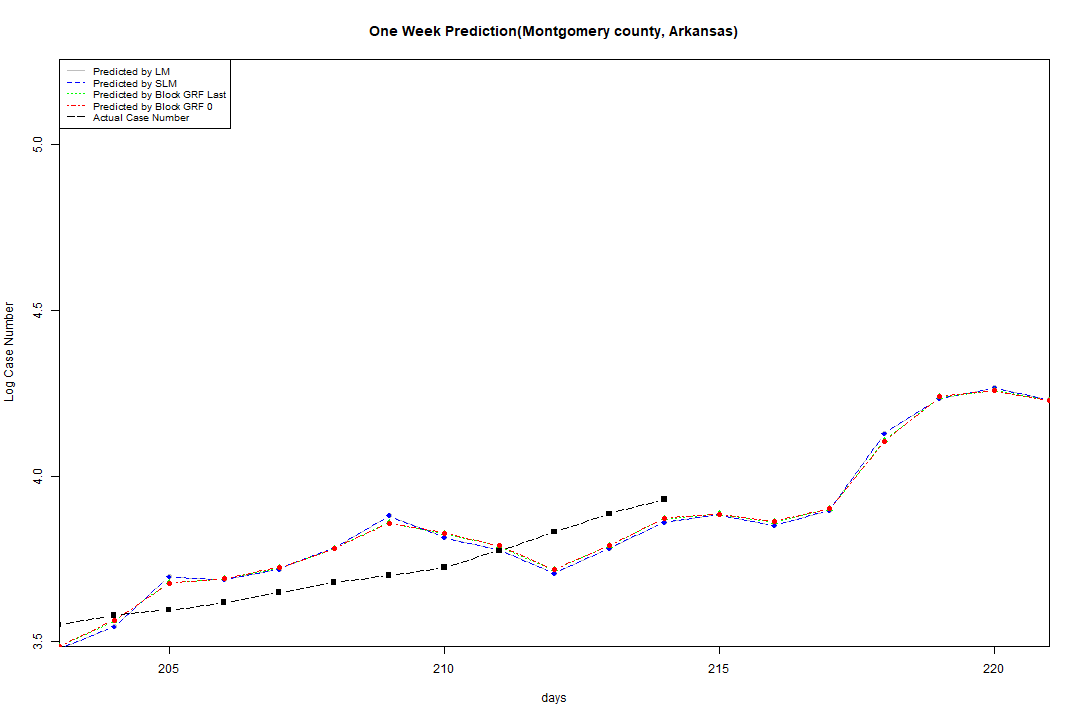 One Week Prediction(Montgomery county, Arkansas)
Predicted by LM
Predicted by SLM
Predicted by Block GRF Last
Predicted by Block GRF 0
Actual Case Number
5.0
4.5
4.0
3.5
Log Case Number
205 210 215 220
days